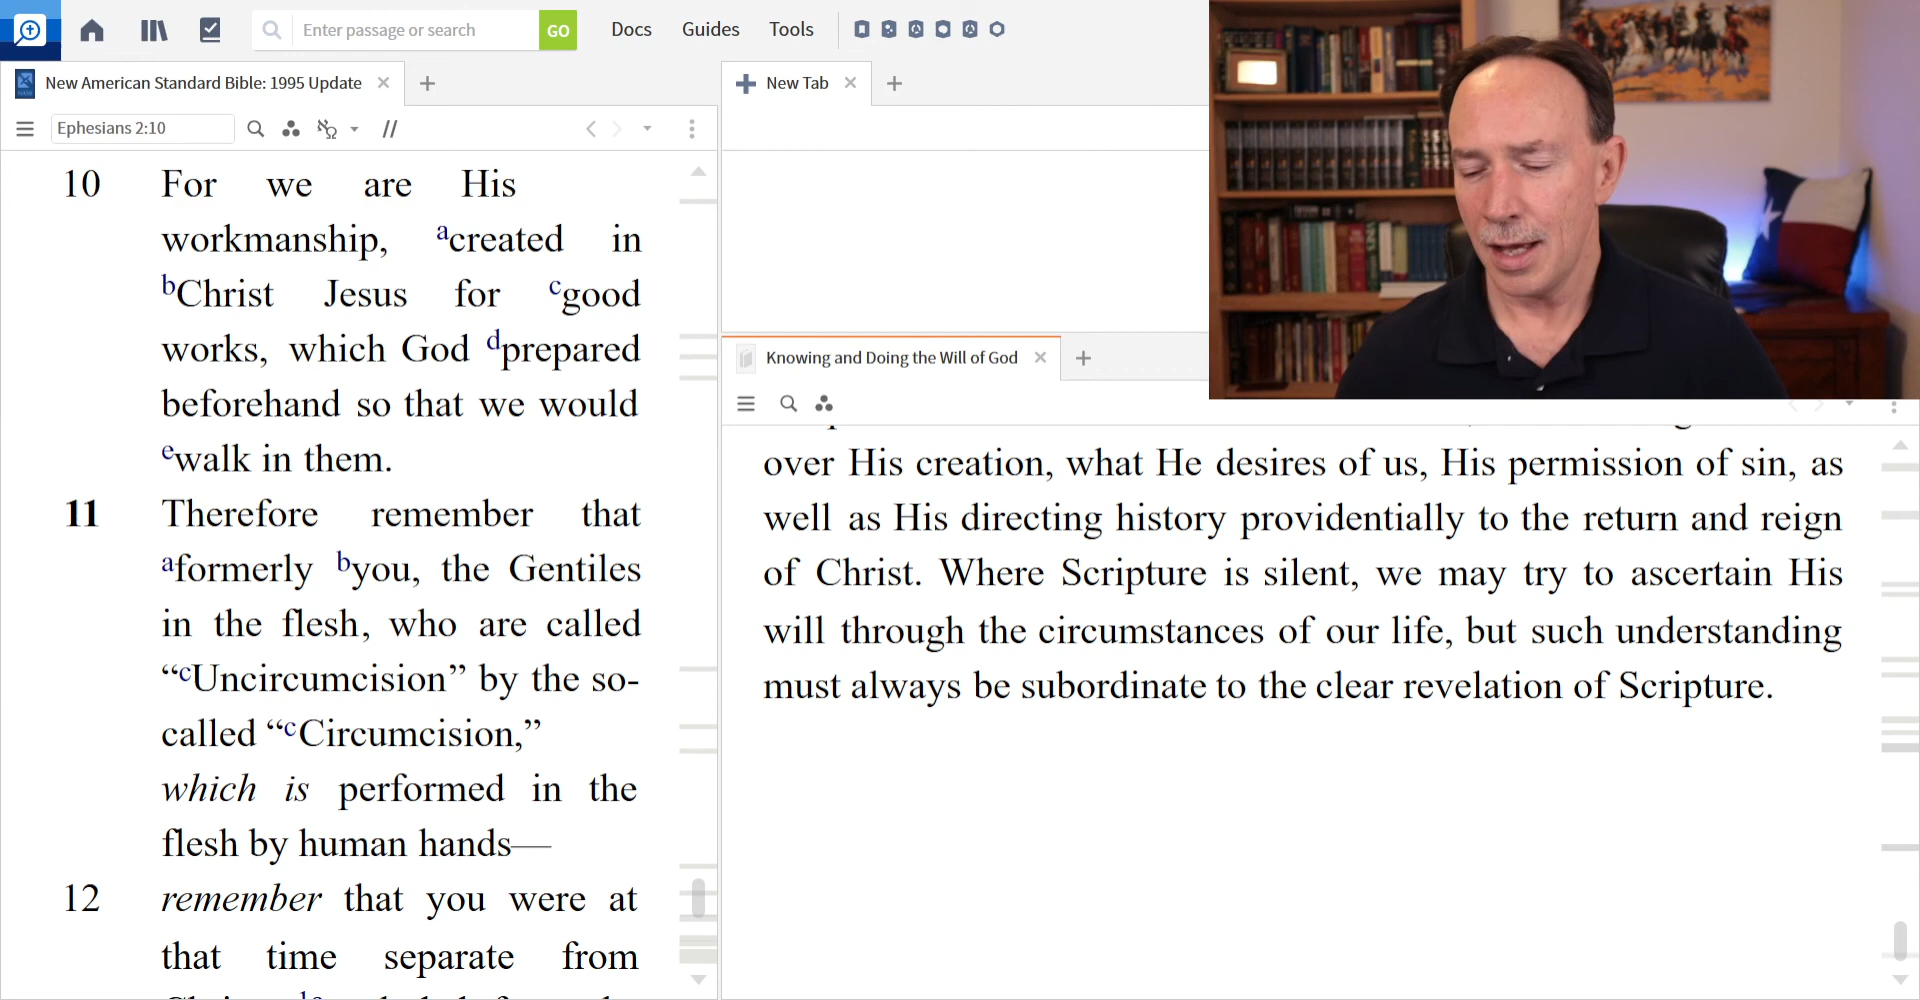 Enter passage or search
GO
Docs
Guides
Tools
New American Standard Bible: 1995 Update
New Tab
Ephesians 2:10
10 For we are His
workmanship, acreated in
bChrist Jesus for cgood
works, which God dprepared
beforehand so that we would
ewalk in them.
11 Therefore remember that
aformerly byou, the Gentiles
in the flesh, who are called
“cUncircumcision” by the so-
called “cCircumcision,”
which is performed in the
flesh by human hands—
12 remember that you were at
that time separate from
Knowing and Doing the Will of God
over His creation, what He desires of us, His permission of sin, as
well as His directing history providentially to the return and reign
of Christ. Where Scripture is silent, we may try to ascertain His
will through the circumstances of our life, but such understanding
must always be subordinate to the clear revelation of Scripture.